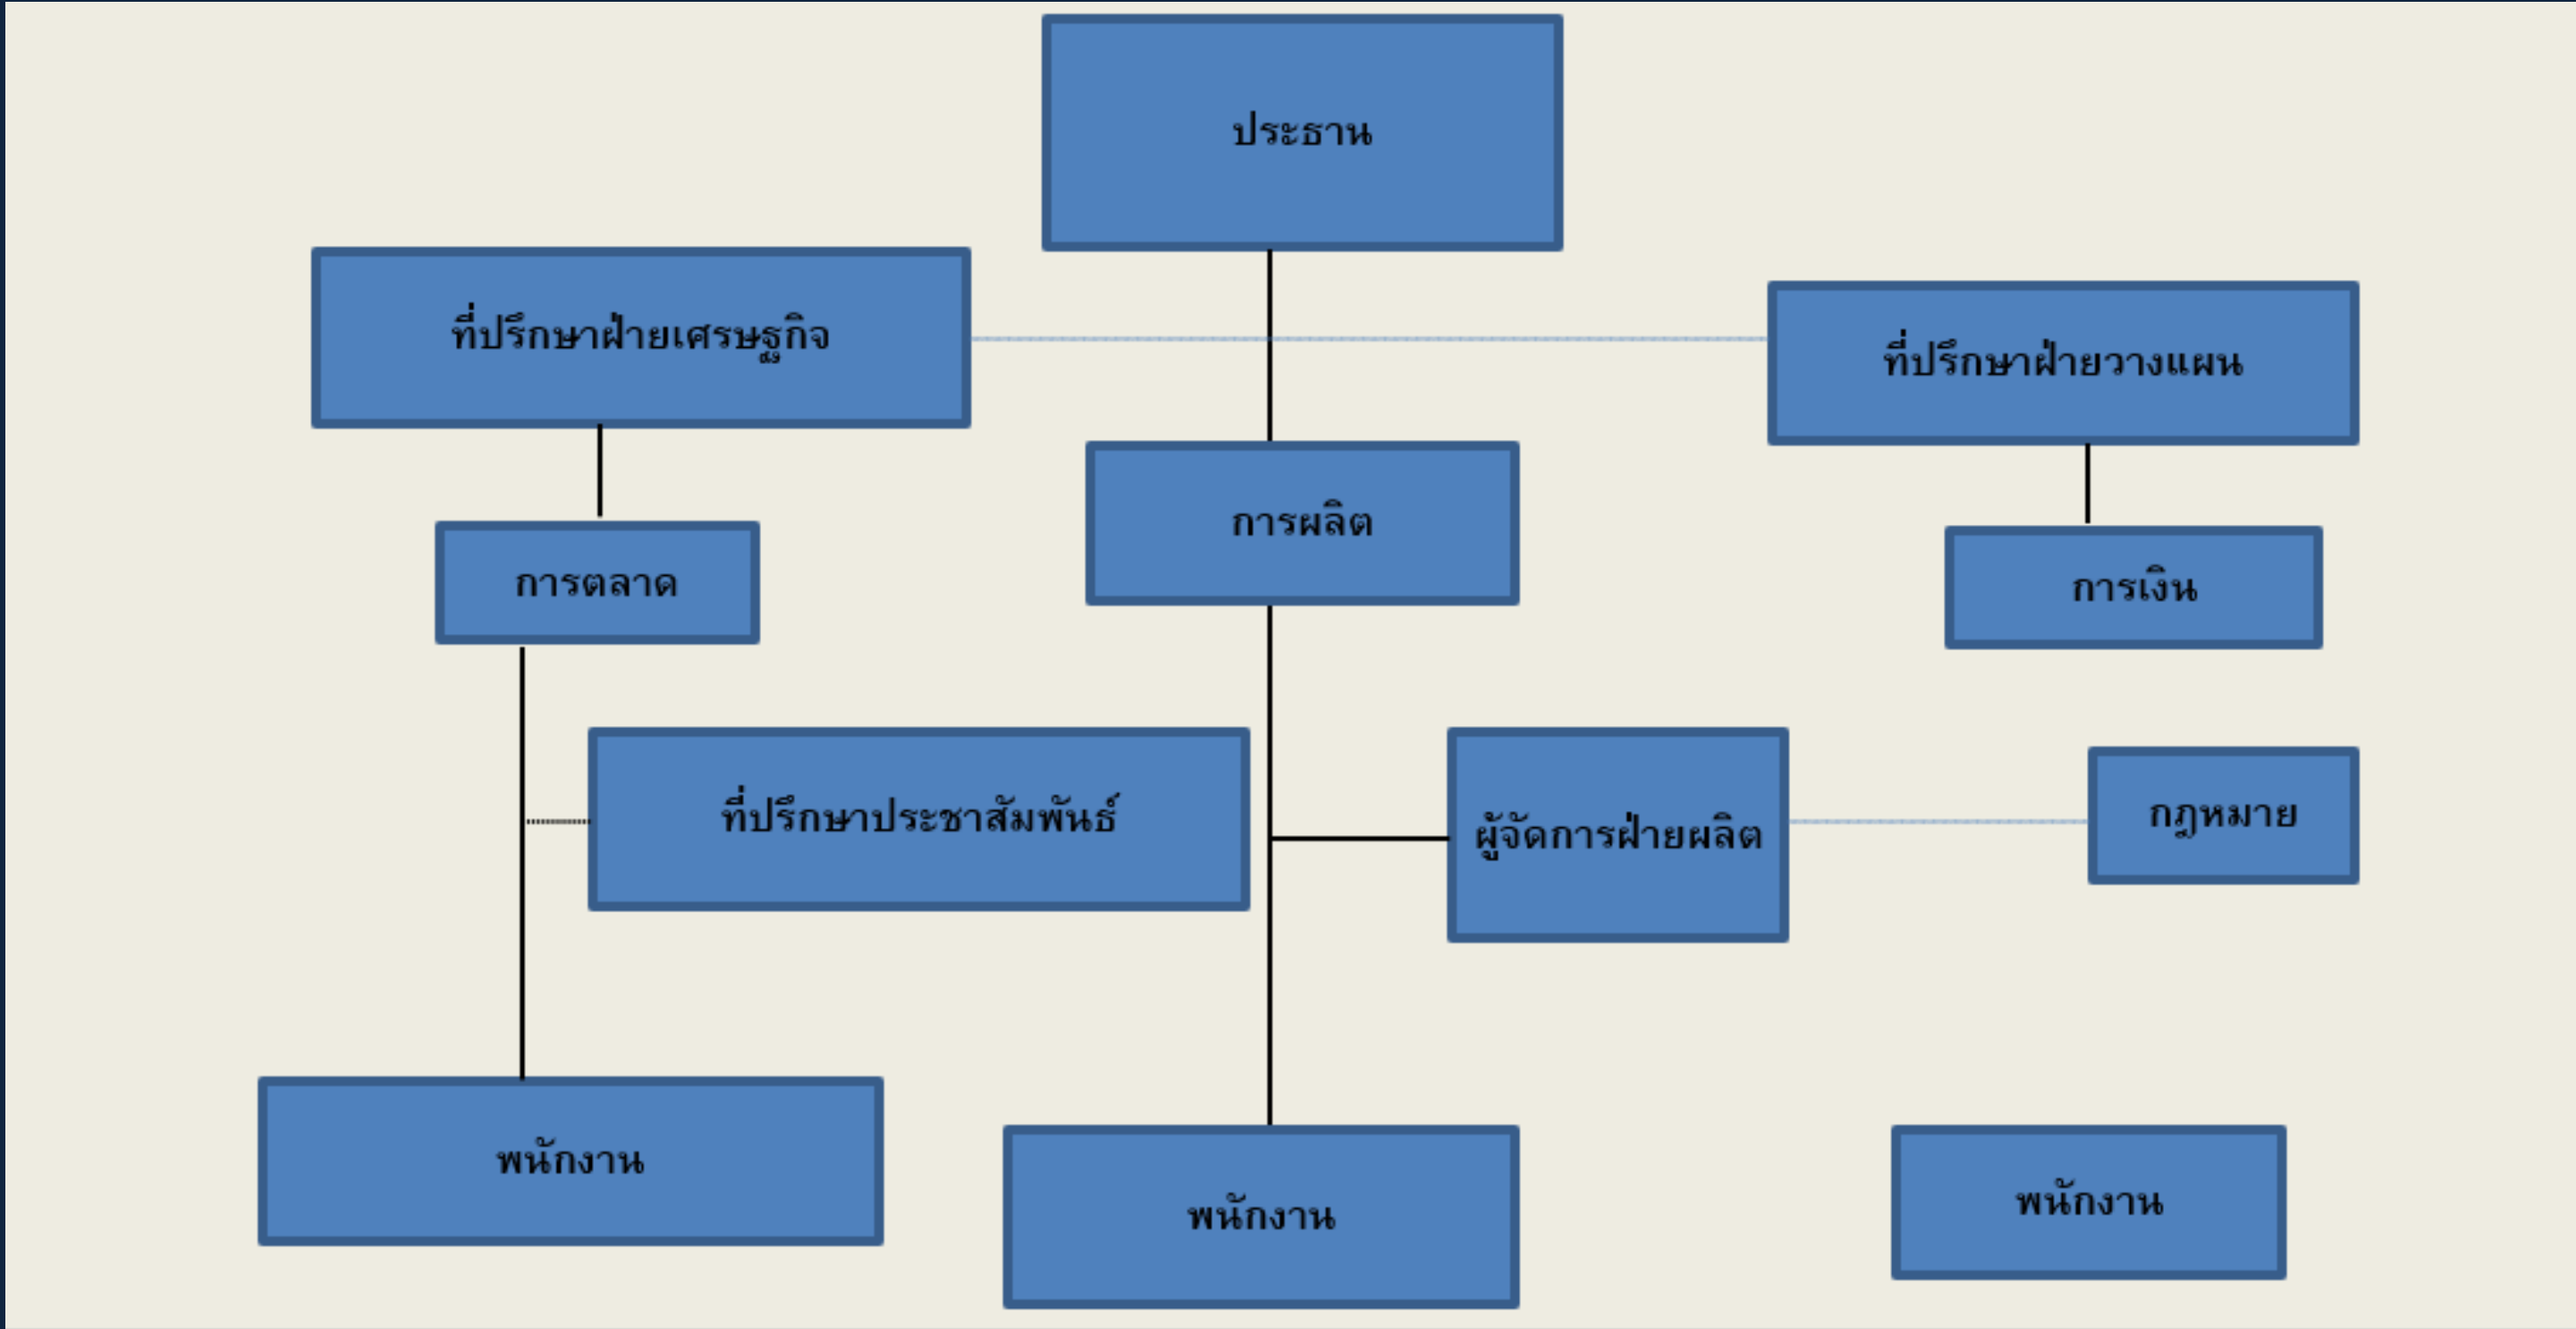 ประธาน
ที่ปรึกษาฝ่ายเศรษฐกิจ
ที่ปรึกษาฝ่ายวางแผน
การผลิต
การตลาด
การเงิน
ที่ปรึกษาประชาสัมพันธ์
ผู้จัดการฝ่ายผลิต
กฎหมาย
พนักงาน
พนักงาน
พนักงาน